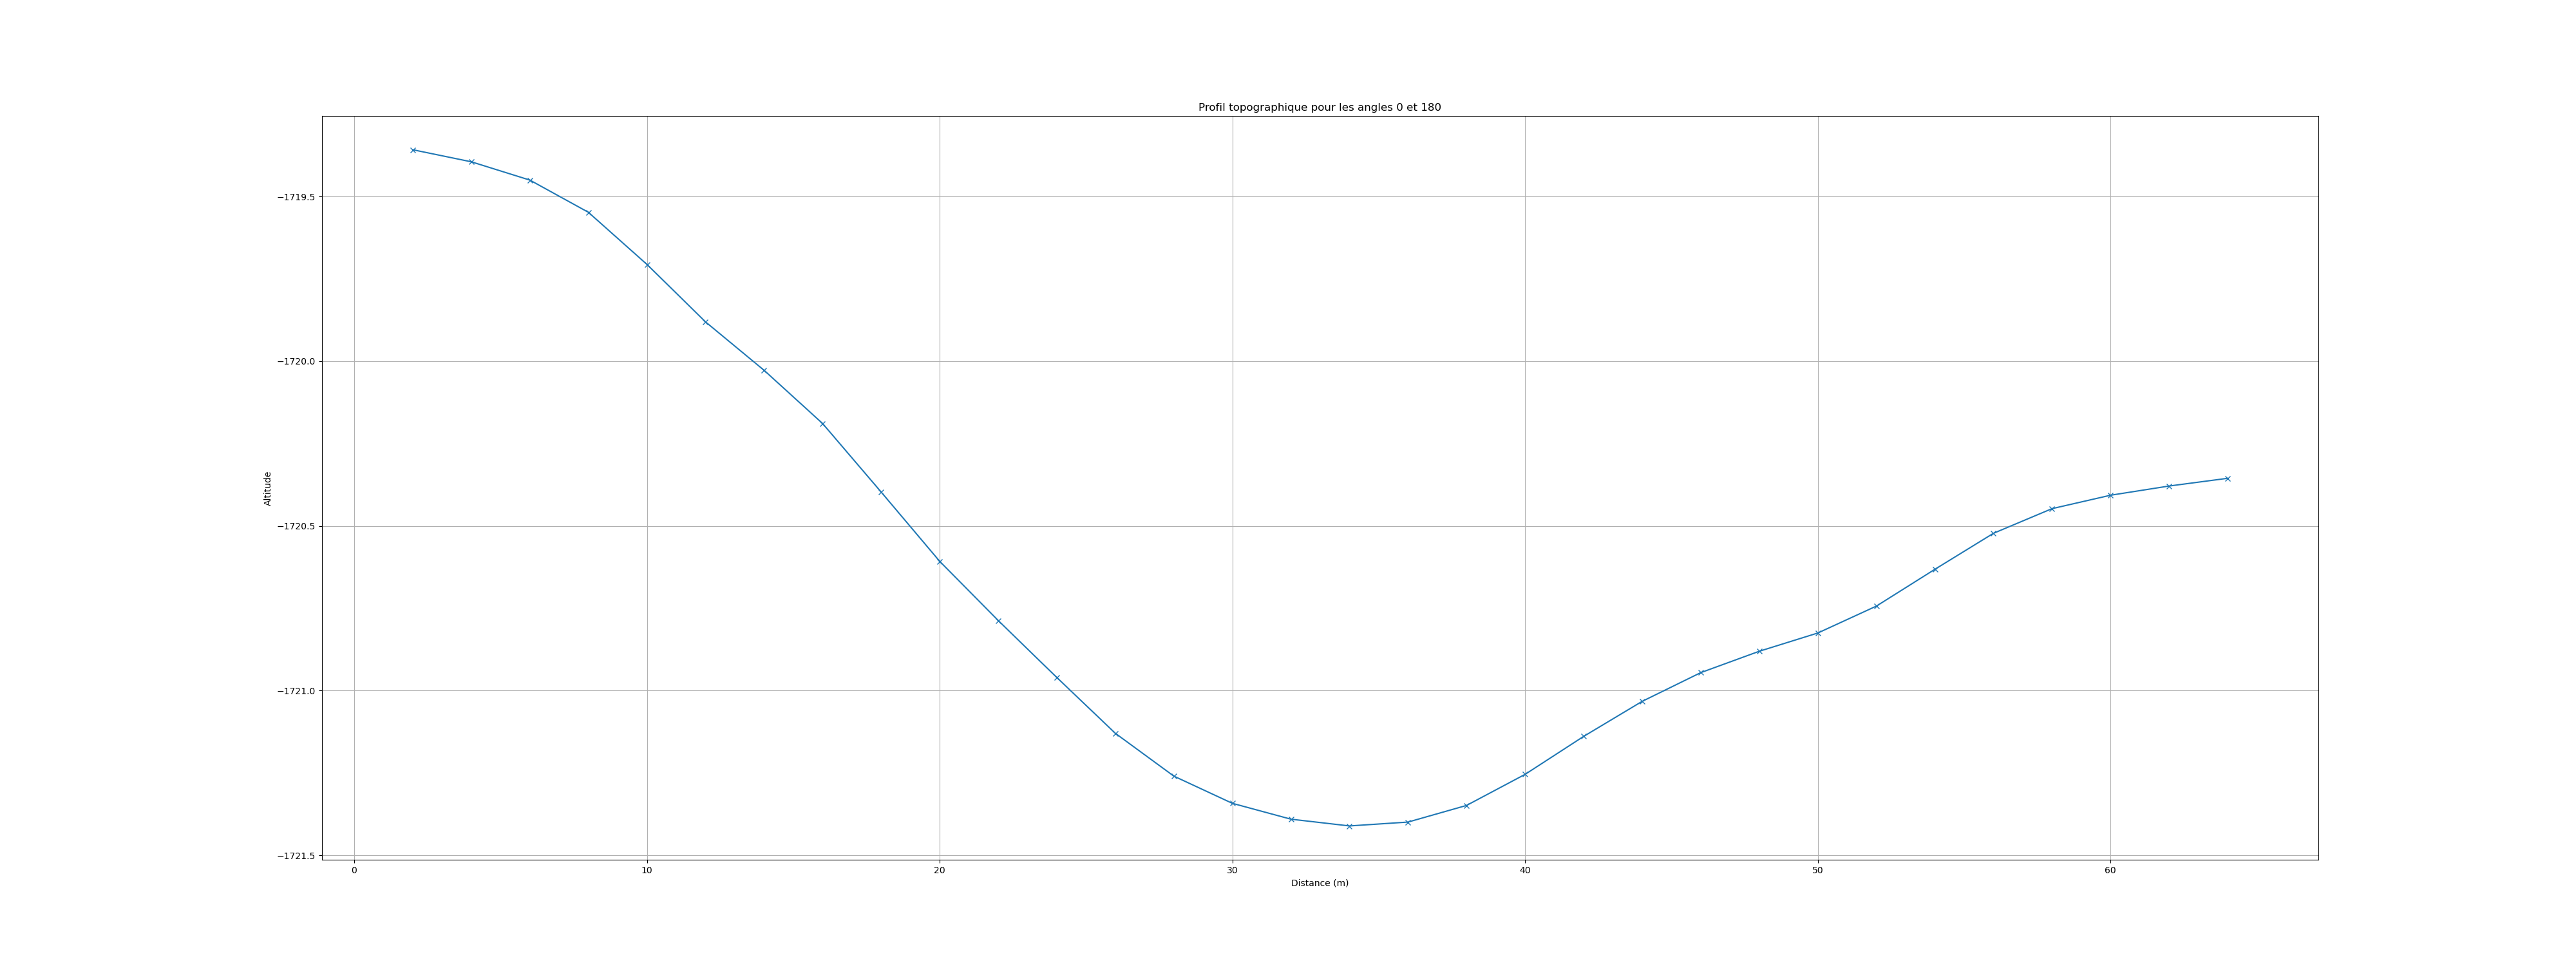 Profil topographique pour les angles 0 et 180
Altitude
−1719.5
−1720.0
−1720.5
−1721.0
−1721.5
0 10 20 30 40 50 60
Distance (m)